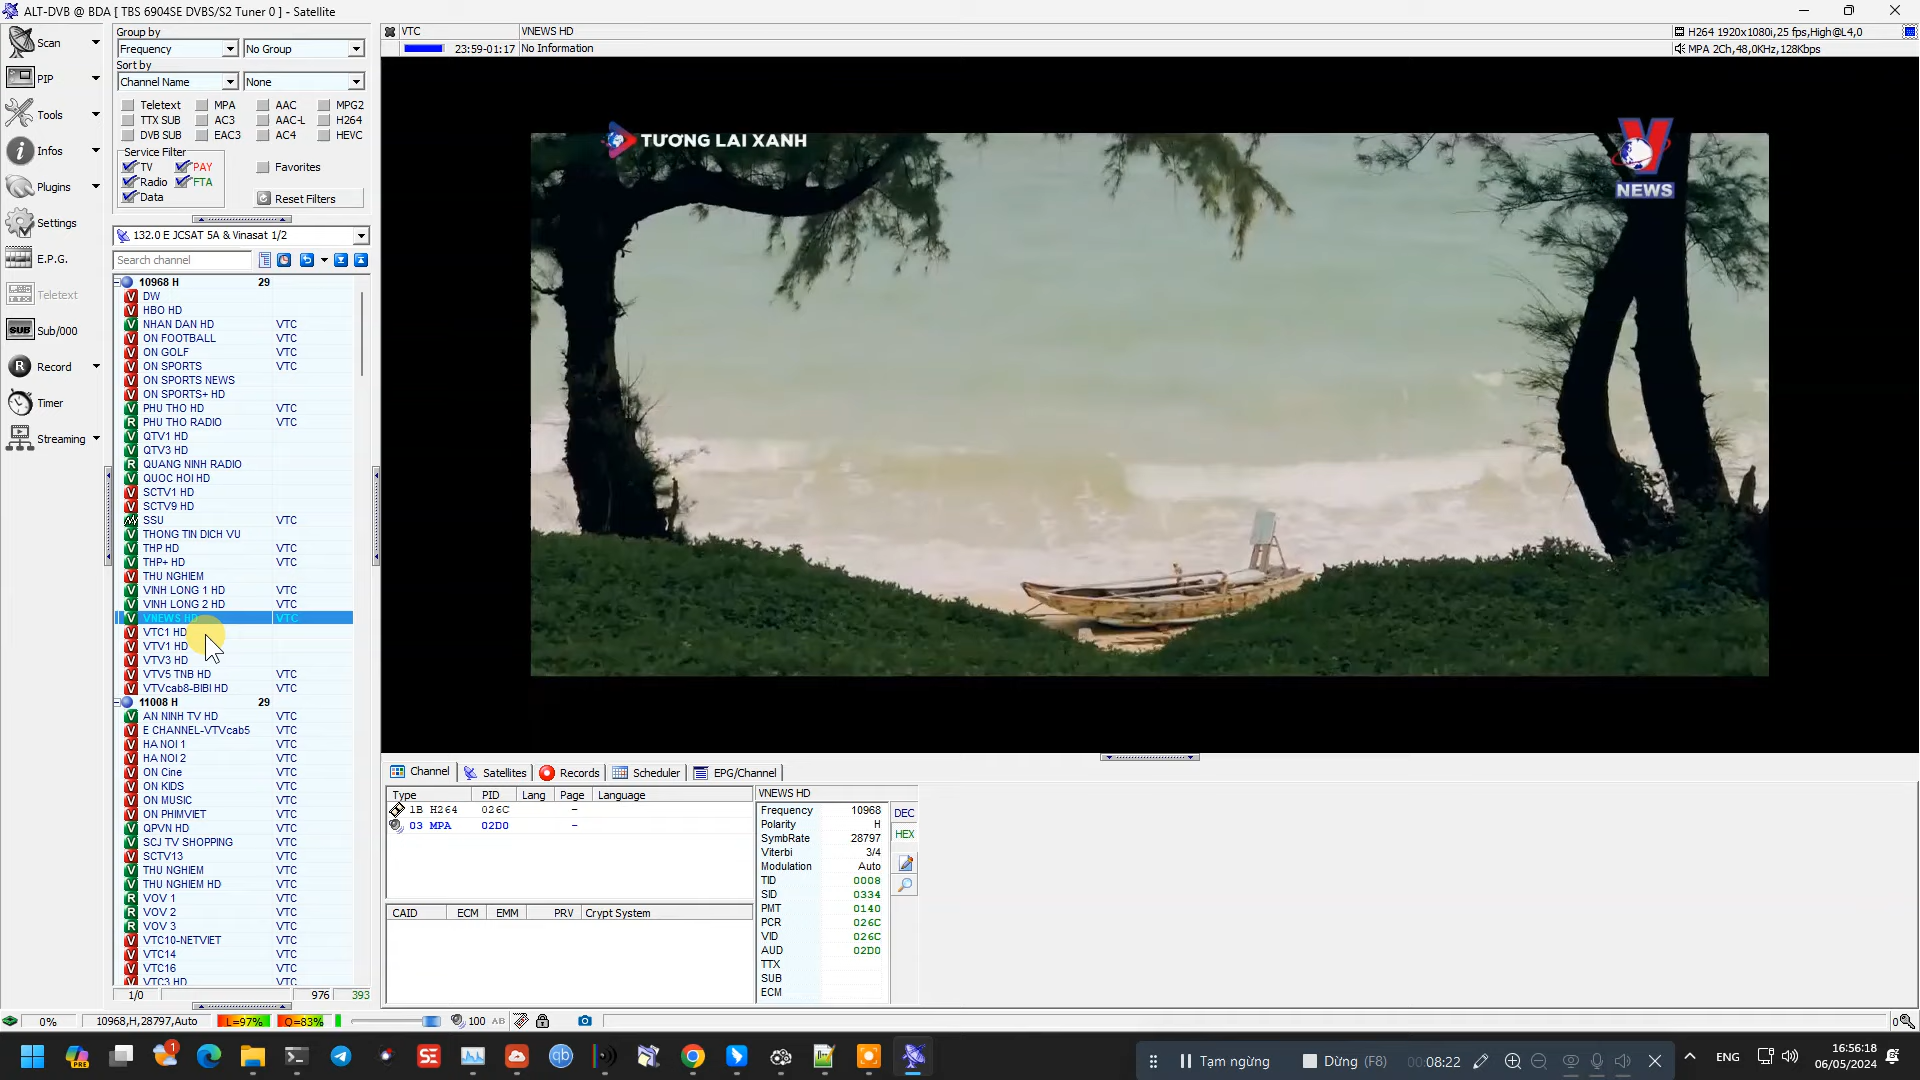 ALT-DVB @ BDA [ TBS 6904SE DVBS/S2 Tuner 0 ] - Satellite
Scan
PIP
Tools
Infos
Plugins
Settings
E.P.G.
Teletext
Sub/000
Record
Timer
Streaming
Group by
Frequency
No Group
Sort by
Channel Name
None
Teletext MPA AAC MPG2
TTX SUB AC3 AAC-L H264
DVB SUB EAC3 AC4 HEVC
Service Filter
TV PAY
Radio FTA
Data
Favorites
Reset Filters
132.0 E JCSAT 5A & Vinasat 1/2
Search channel
10968 H 29
DW
HBO HD
NHAN DAN HD VTC
ON FOOTBALL VTC
ON GOLF VTC
ON SPORTS VTC
ON SPORTS NEWS
ON SPORTS+ HD
PHU THO HD VTC
PHU THO RADIO VTC
QTV1 HD
QTV3 HD
QUANG NINH RADIO
QUOC HOI HD
SCTV1 HD
SCTV9 HD
SSU VTC
THONG TIN DICH VU
THP HD VTC
THP+ HD VTC
THU NGHIEM
VINH LONG 1 HD VTC
VINH LONG 2 HD VTC
VNEWS HD VTC
VTC1 HD
VTV1 HD
VTV3 HD
VTV5 TNB HD VTC
VTVcab8-BIBI HD VTC
11008 H 29
AN NINH TV HD VTC
E CHANNEL-VTVcab5 VTC
HA NOI 1 VTC
HA NOI 2 VTC
ON Cine VTC
ON KIDS VTC
ON MUSIC VTC
ON PHIMVIET VTC
QPVN HD VTC
SCJ TV SHOPPING VTC
SCTV13 VTC
THU NGHIEM VTC
THU NGHIEM HD VTC
VOV 1 VTC
VOV 2 VTC
VOV 3 VTC
VTC10-NETVIET VTC
VTC14 VTC
VTC16 VTC
VTC3 HD VTC
1/0 976 393
VTC VNEWS HD
23:59-01:17 No Information
H264 1920x1080i,25 fps,High@L4,0
MPA 2Ch,48,0KHz,128Kbps
TƯƠNG LAI XANH
V
NEWS
Channel Satellites Records Scheduler EPG/Channel
Type PID Lang Page Language
1B H264 026C –
03 MPA 02D0 –
CAID ECM EMM PRV Crypt System
VNEWS HD
Frequency 10968
Polarity H
SymbRate 28797
Viterbi 3/4
Modulation Auto
TID 0008
SID 0334
PMT 0140
PCR 026C
VID 026C
AUD 02D0
TTX
SUB
ECM
DEC
HEX
0% 10968,H,28797,Auto L=97% Q=83% 100 AB 0
PRE
1
SE
qb
Tạm ngừng Dừng (F8) 00:08:22
ENG
16:56:18
06/05/2024